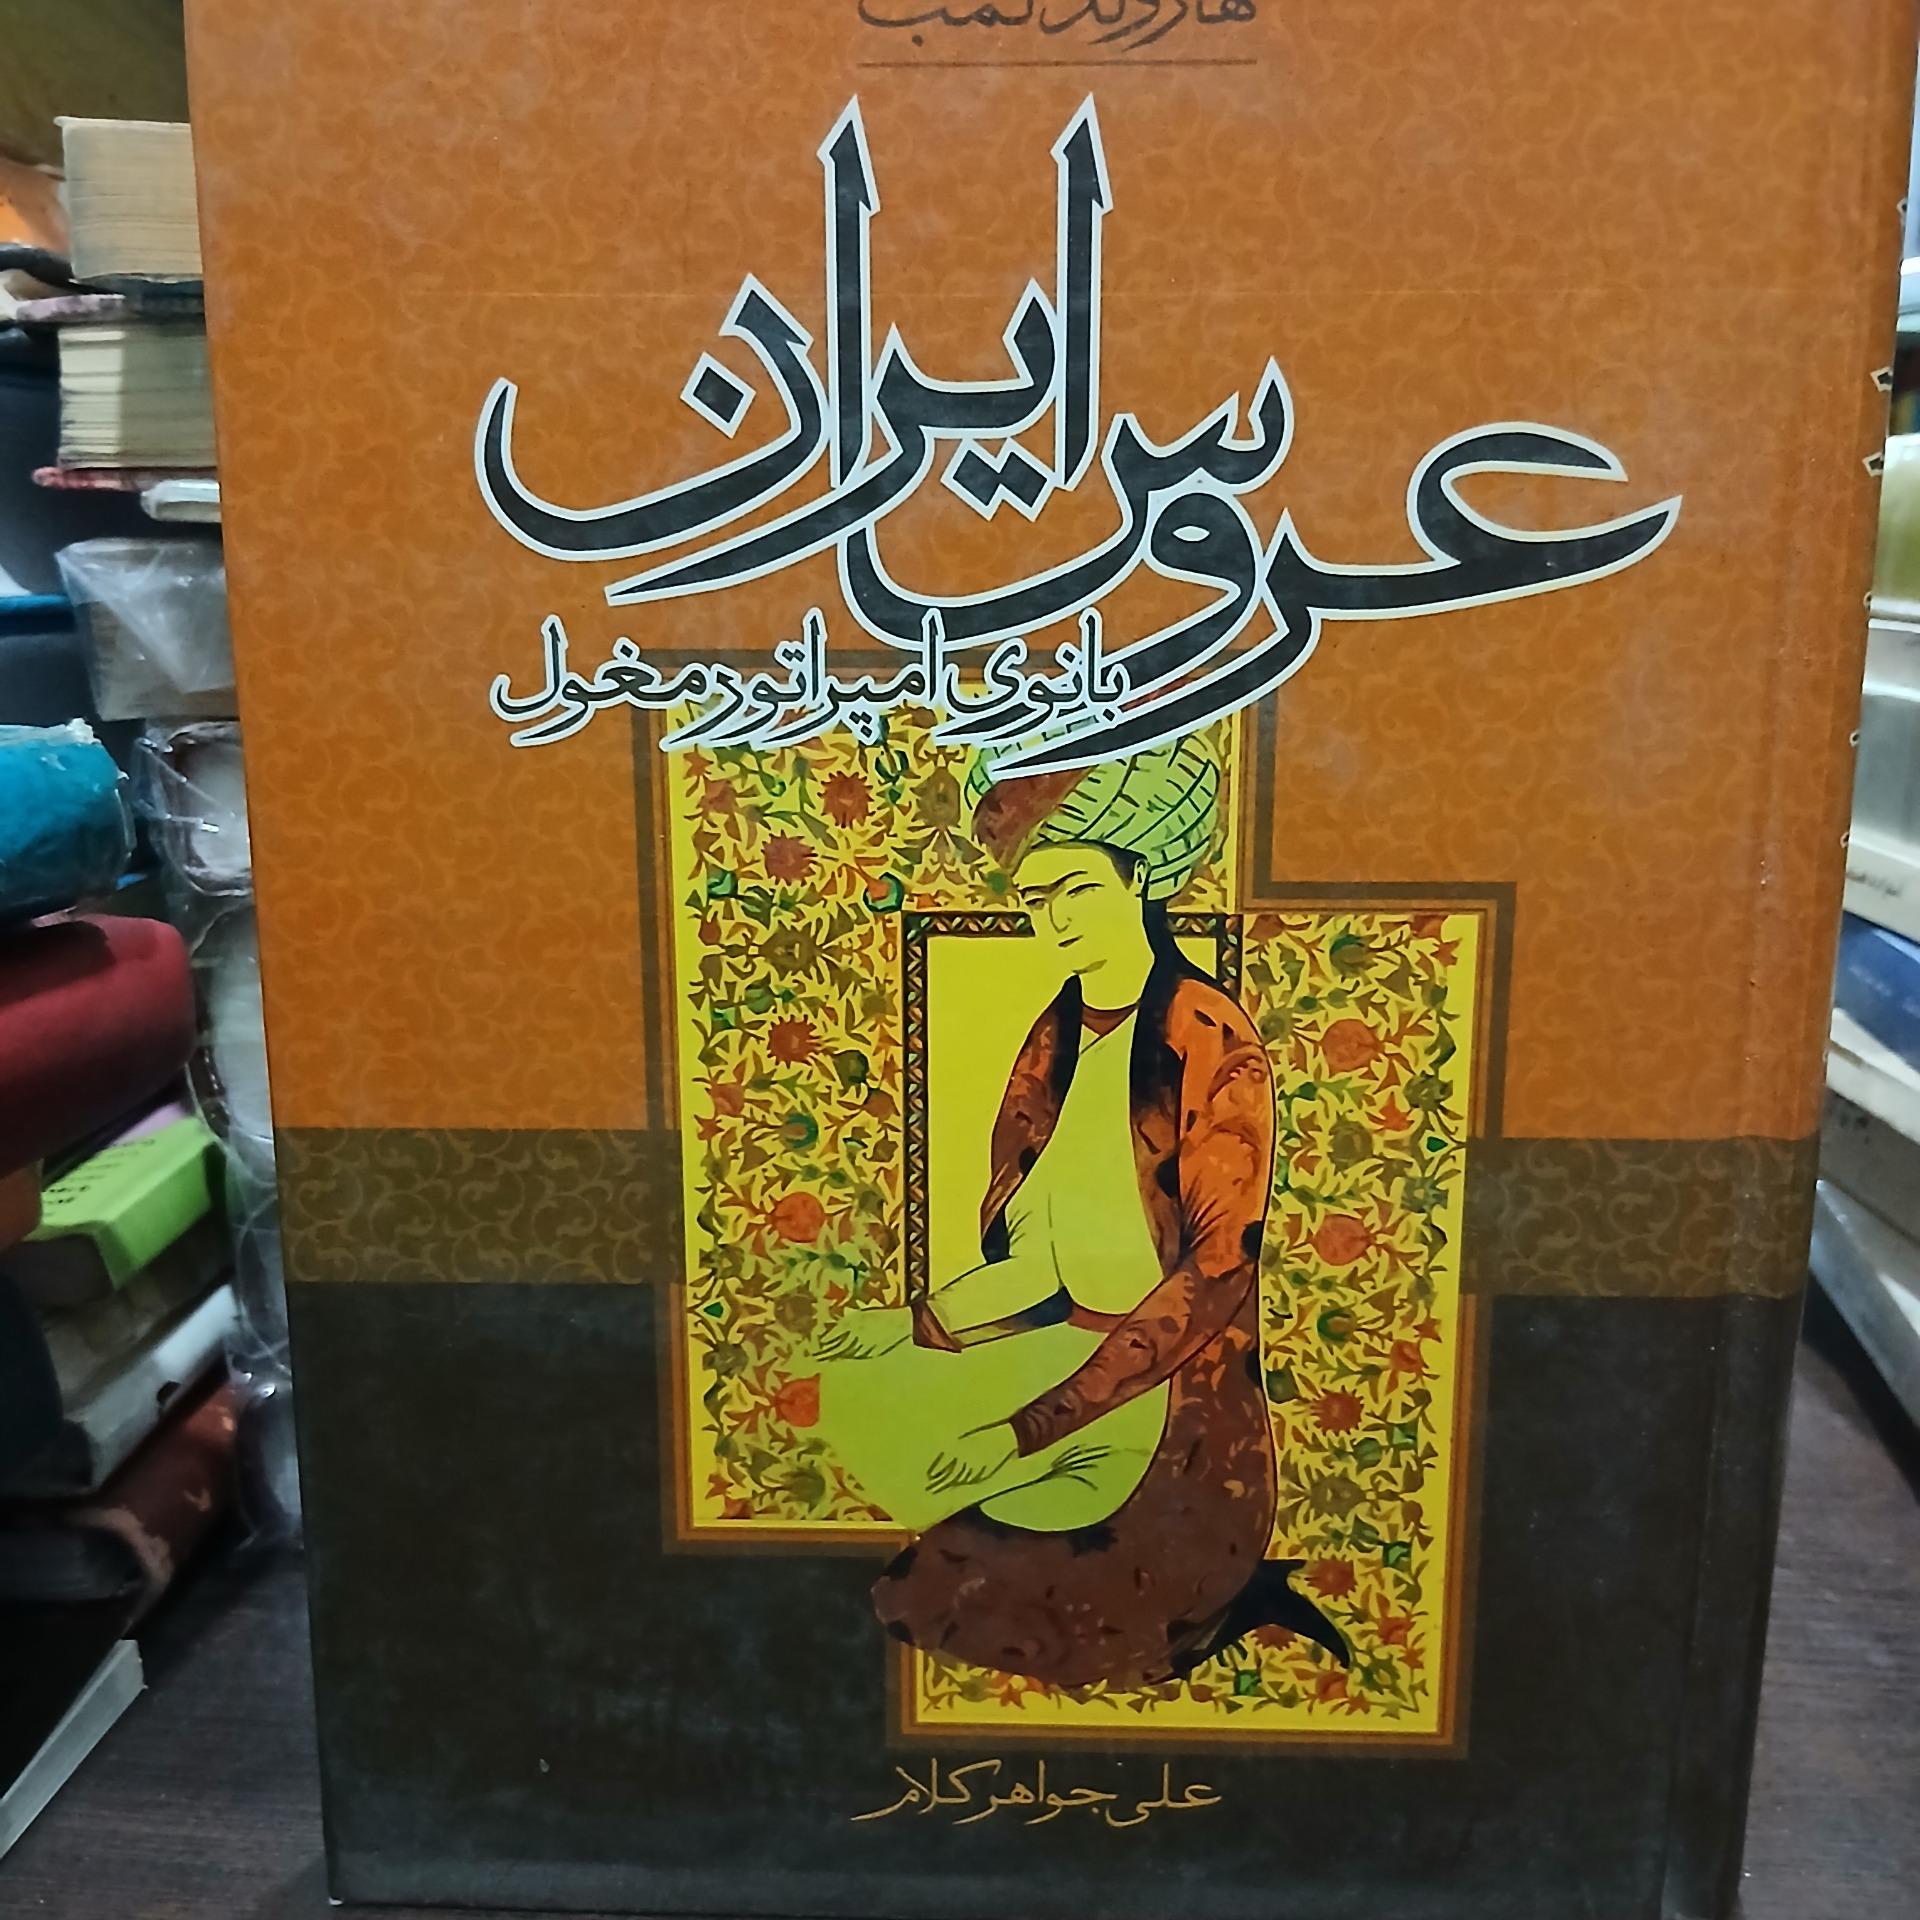 هارولد لمب
عروس ایران
بانوی امپراتور مغول
علی جواهرکلام